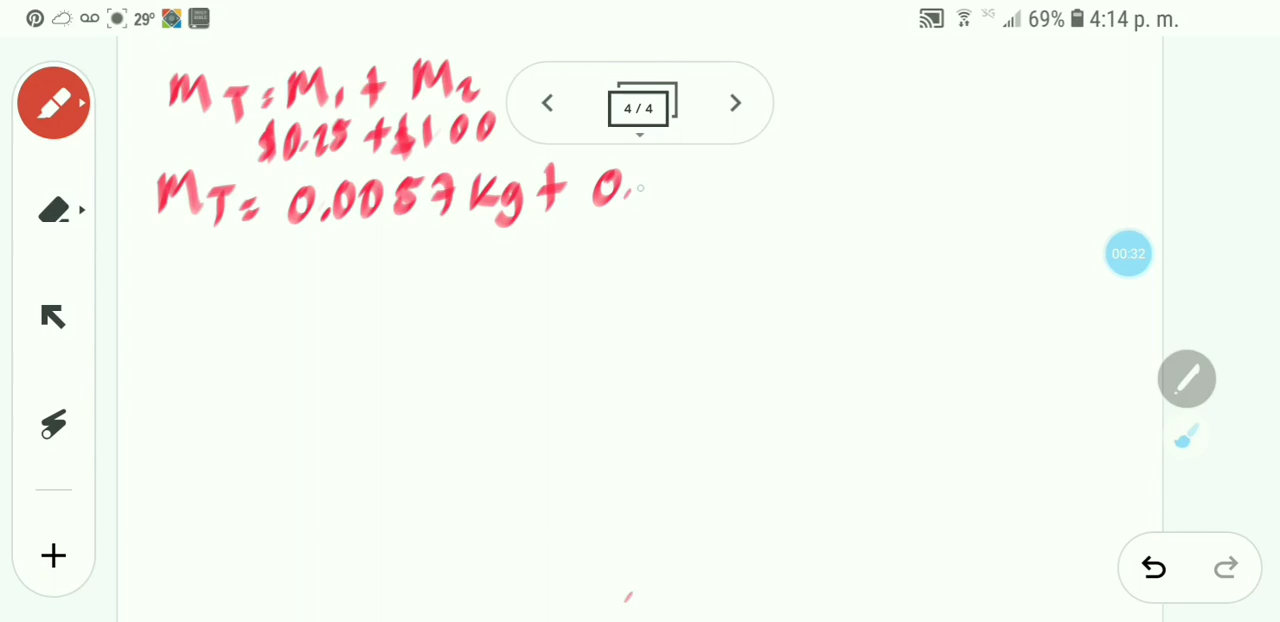 29° 3G 69% 4:14 p. m.
M T = M1 + M2
4 / 4
$0.25 + $1 00
MT = 0.0057 Kg + 0.
00:32